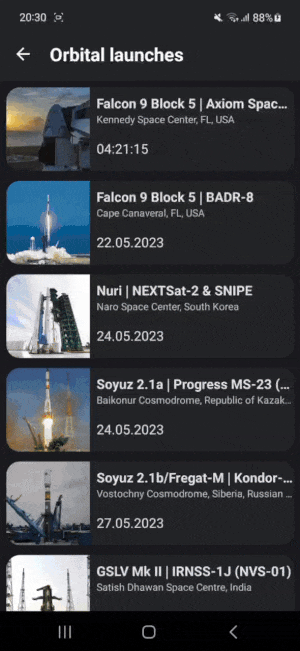 20:30 88%
Orbital launches
Falcon 9 Block 5 | Axiom Spac...
Kennedy Space Center, FL, USA
04:21:15
Falcon 9 Block 5 | BADR-8
Cape Canaveral, FL, USA
22.05.2023
Nuri | NEXTSat-2 & SNIPE
Naro Space Center, South Korea
24.05.2023
Soyuz 2.1a | Progress MS-23 (...
Baikonur Cosmodrome, Republic of Kazak...
24.05.2023
Soyuz 2.1b/Fregat-M | Kondor-...
Vostochny Cosmodrome, Siberia, Russian ...
27.05.2023
GSLV Mk II | IRNSS-1J (NVS-01)
Satish Dhawan Space Centre, India